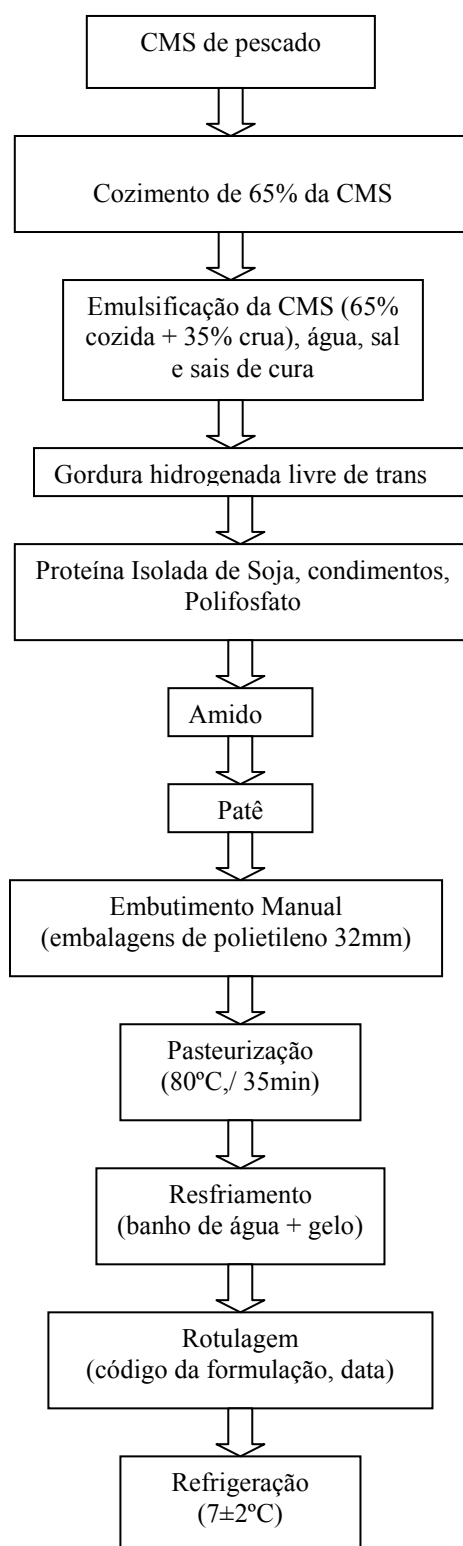 CMS de pescado
Cozimento de 65% da CMS
Emulsificação da CMS (65%
cozida + 35% crua), água, sal
e sais de cura
Gordura hidrogenada livre de trans
Proteína Isolada de Soja, condimentos,
Polifosfato
Amido
Patê
Embutimento Manual
(embalagens de polietileno 32mm)
Pasteurização
(80ºC,/ 35min)
Resfriamento
(banho de água + gelo)
Rotulagem
(código da formulação, data)
Refrigeração
(7±2ºC)